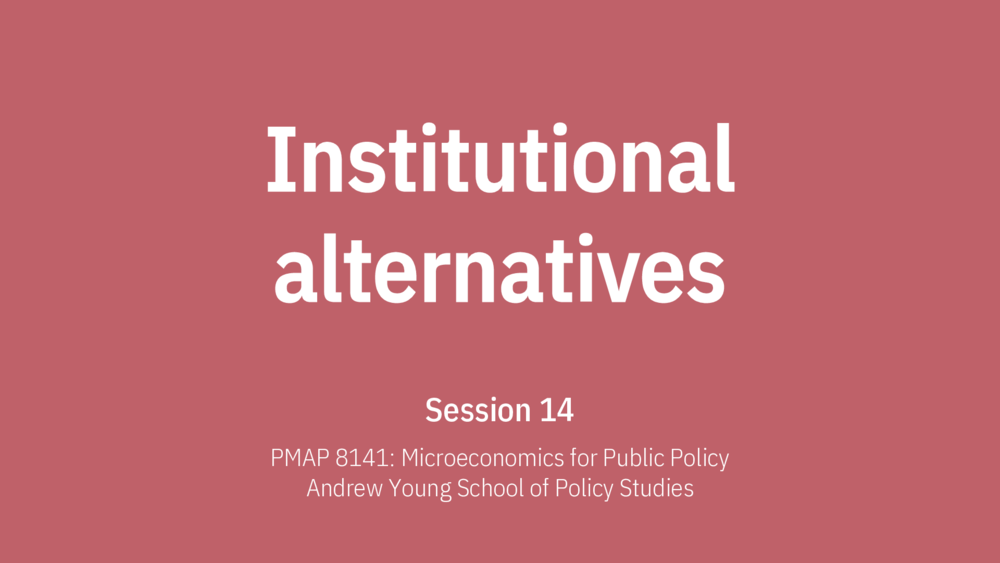 Institutional
alternatives
Session 14
PMAP 8141: Microeconomics for Public Policy
Andrew Young School of Policy Studies